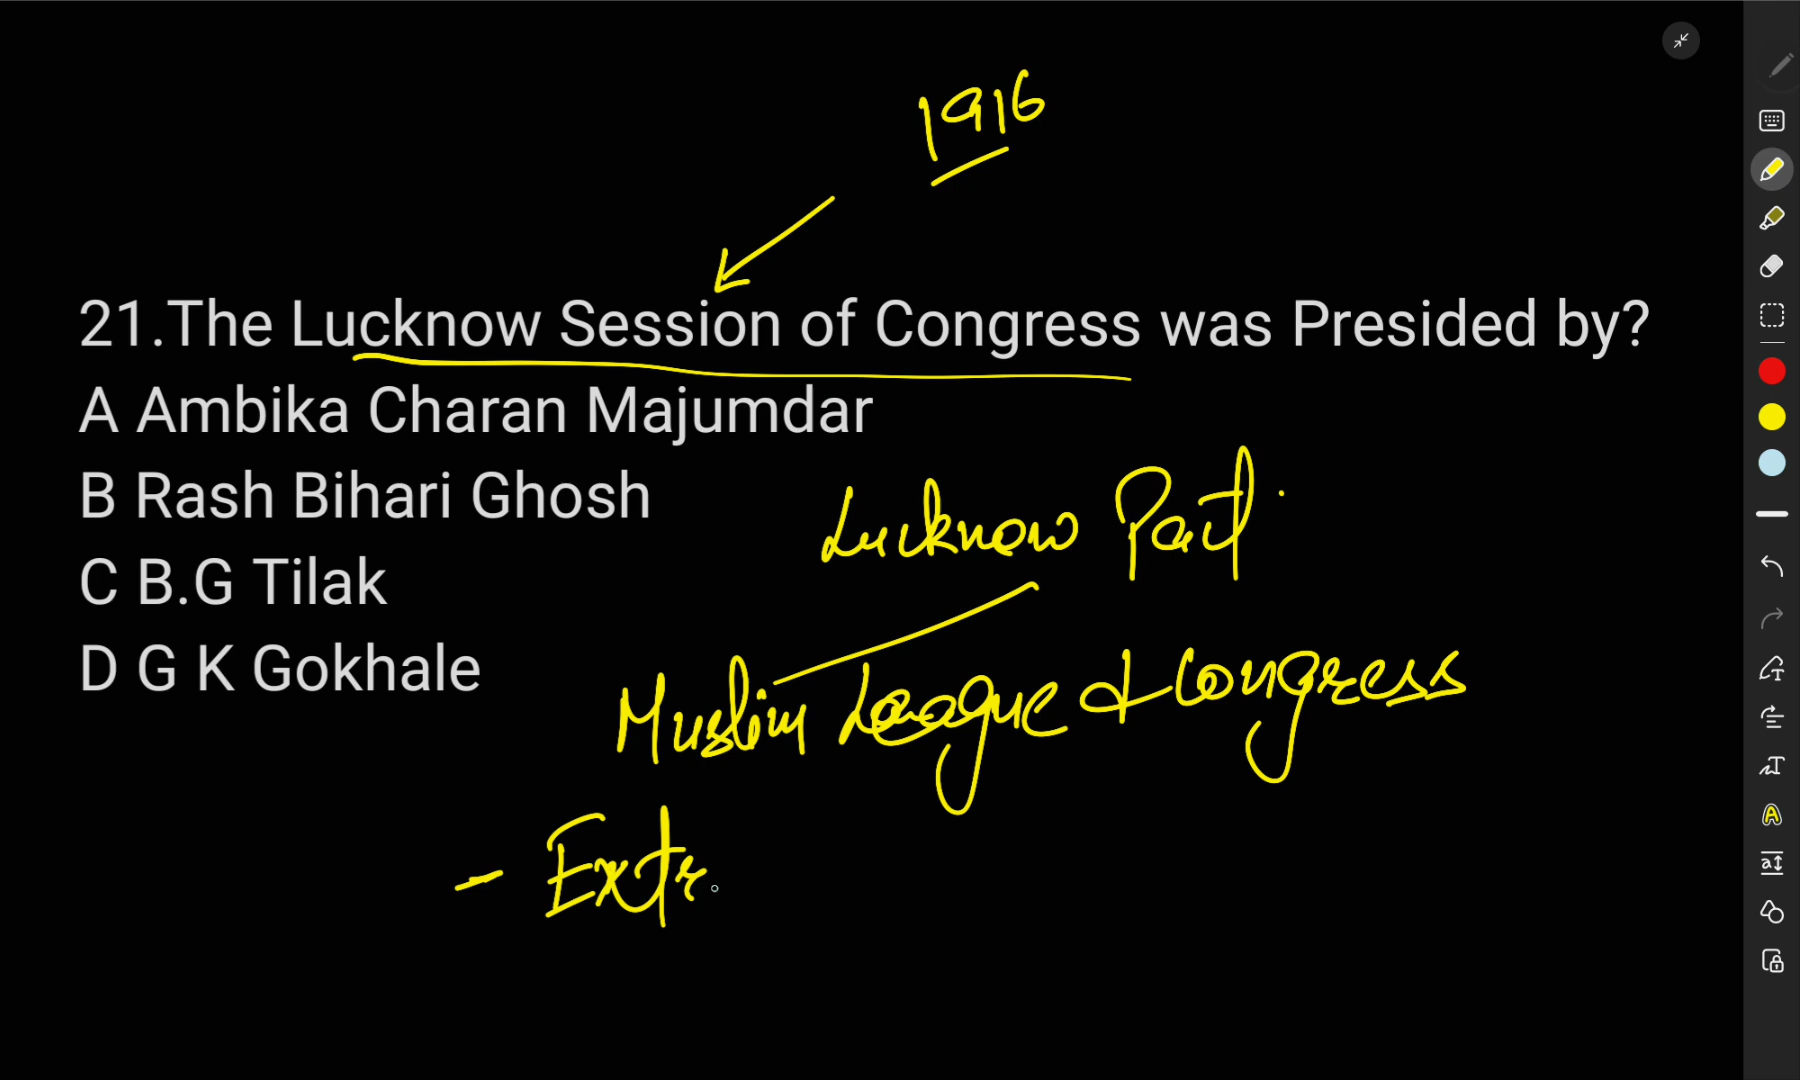 1916
21.The Lucknow Session of Congress was Presided by?
A Ambika Charan Majumdar
B Rash Bihari Ghosh
C B.G Tilak
D G K Gokhale
Lucknow Pact.
Muslim League & Congress
- Extr